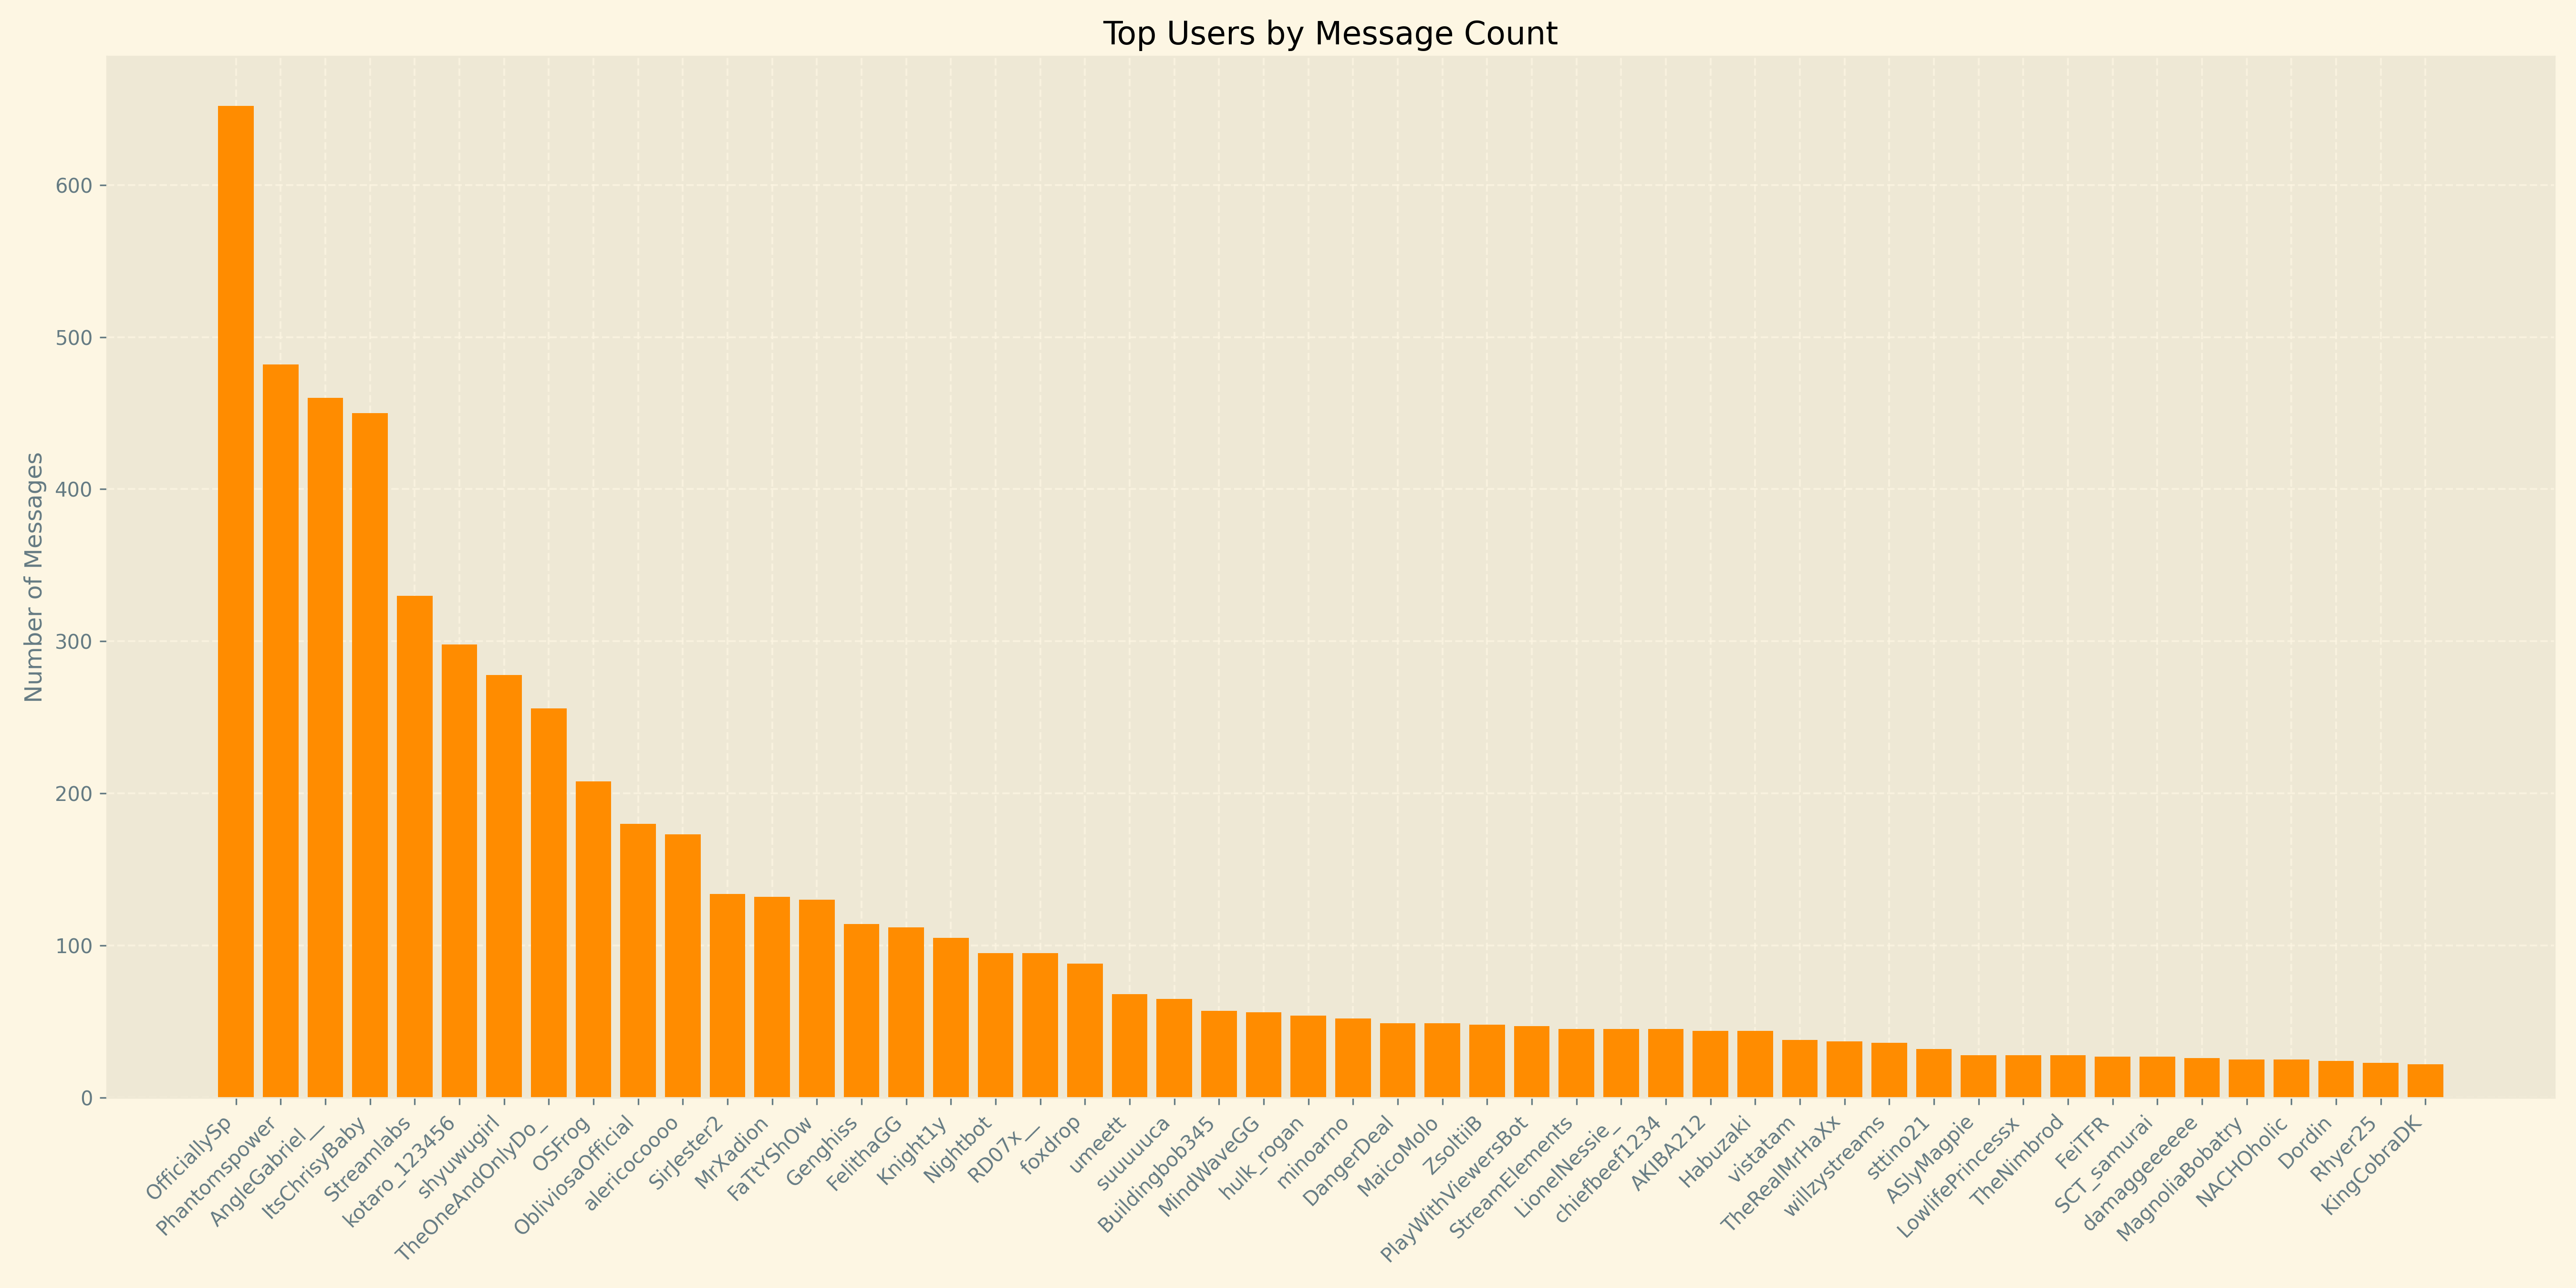 Top Users by Message Count
Number of Messages
600
500
400
300
200
100
0
OfficiallySp
Phantomspower
AngleGabriel__
ItsChrisyBaby
Streamlabs
kotaro_123456
shyuwugirl
TheOneAndOnlyDo_
OSFrog
ObliviosaOfficial
alericocoooo
SirJester2
MrXadion
FaTtYShOw
Genghiss
FelithaGG
Knight1y
Nightbot
RD07x__
foxdrop
umeett
suuuuuca
Buildingbob345
MindWaveGG
hulk_rogan
minoarno
DangerDeal
MaicoMolo
ZsoltiiB
PlayWithViewersBot
StreamElements
LionelNessie_
chiefbeef1234
AKIBA212
Habuzaki
vistatam
TheRealMrHaXx
willzystreams
sttino21
ASlyMagpie
LowlifePrincessx
TheNimbrod
FeiTFR
SCT_samurai
damaggeeeeee
MagnoliaBobatry
NACHOholic
Dordin
Rhyer25
KingCobraDK